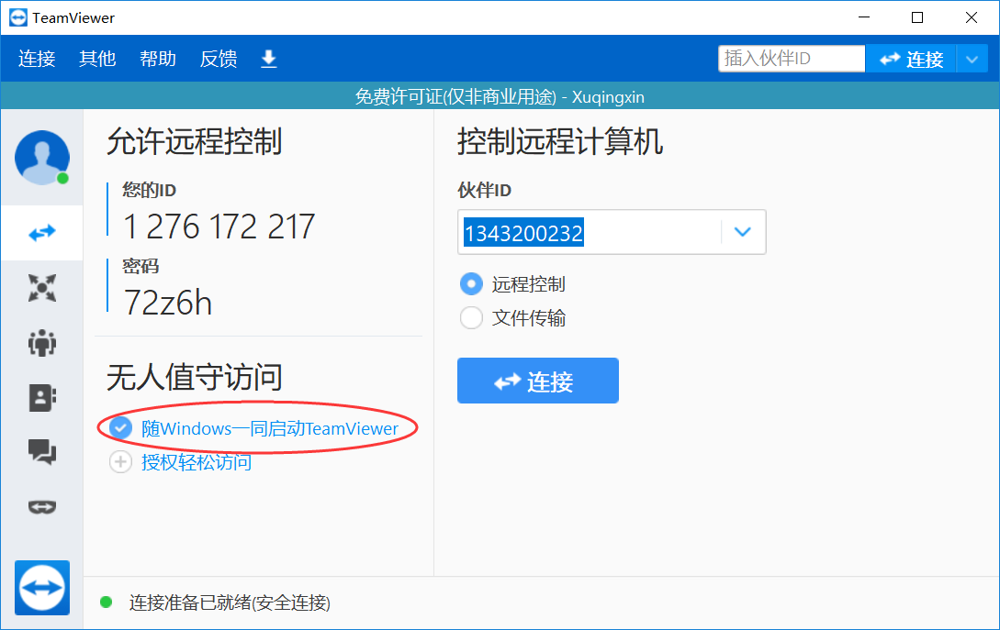 TeamViewer
连接 其他 帮助 反馈 插入伙伴ID 连接
免费许可证(仅非商业用途) - Xuqingxin
允许远程控制
您的ID
1 276 172 217
密码
72z6h
无人值守访问
随Windows一同启动TeamViewer
授权轻松访问
控制远程计算机
伙伴ID
1343200232
远程控制
文件传输
连接
连接准备已就绪(安全连接)